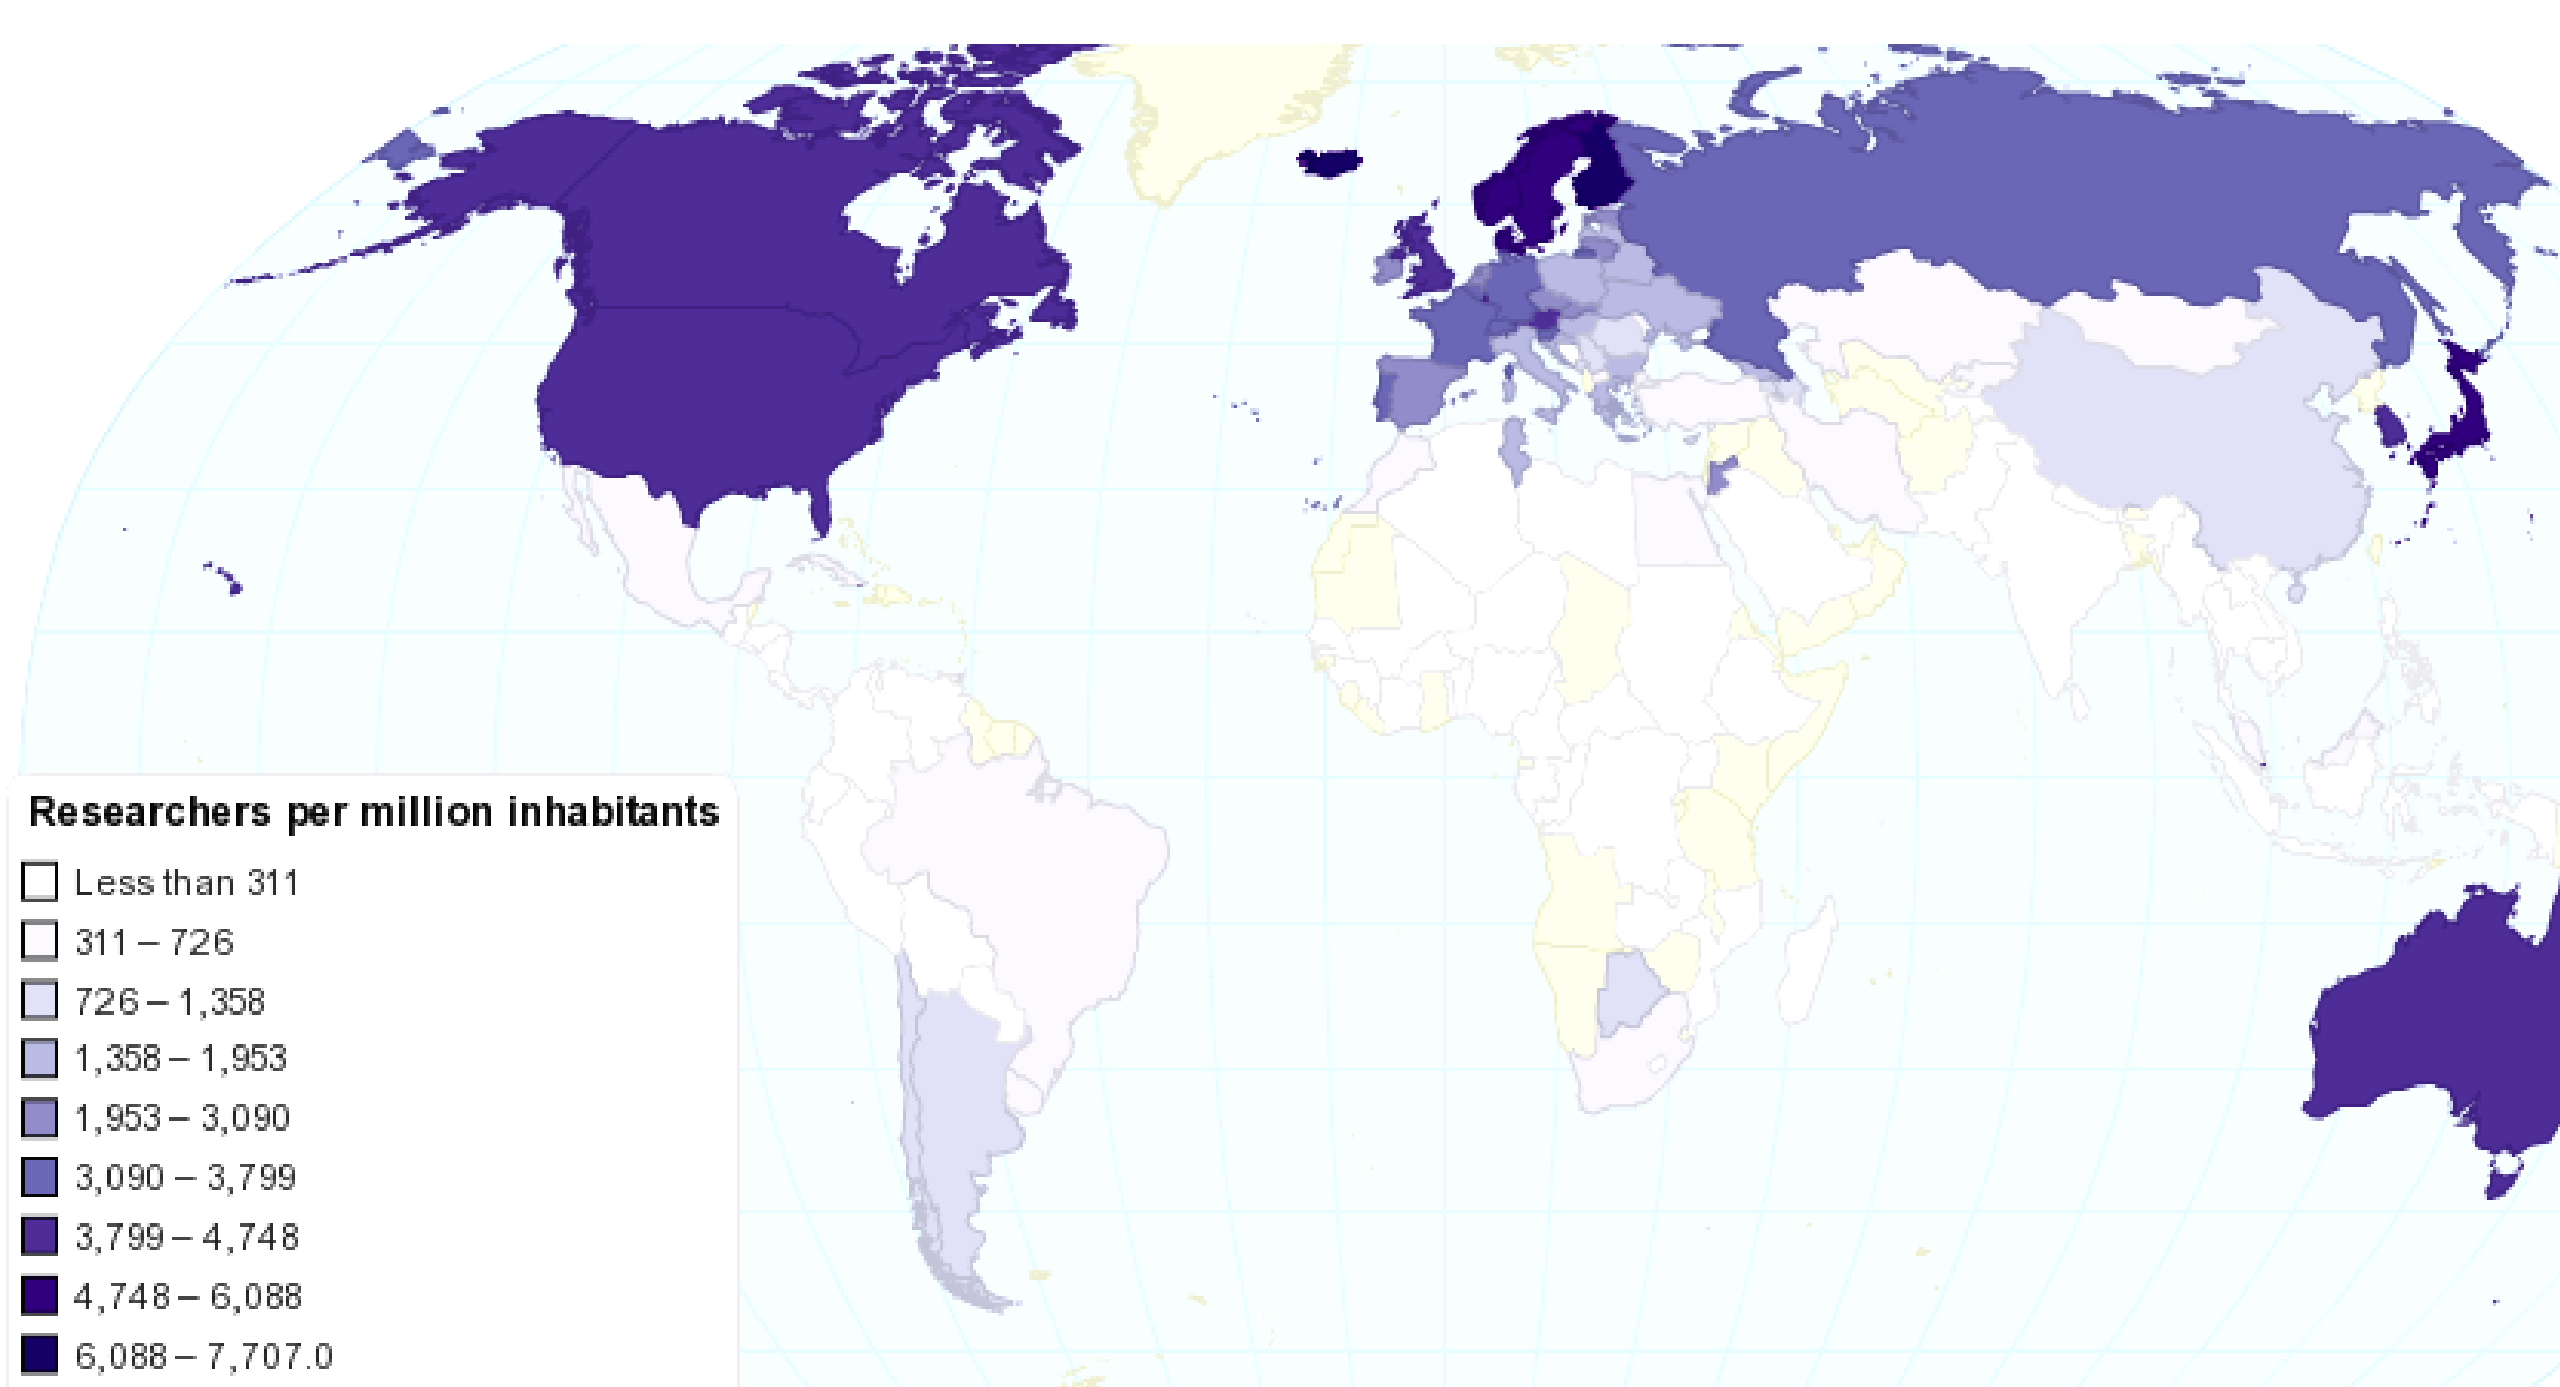 Researchers per million inhabitants
Less than 311
311 – 726
726 – 1,358
1,358 – 1,953
1,953 – 3,090
3,090 – 3,799
3,799 – 4,748
4,748 – 6,088
6,088 – 7,707.0